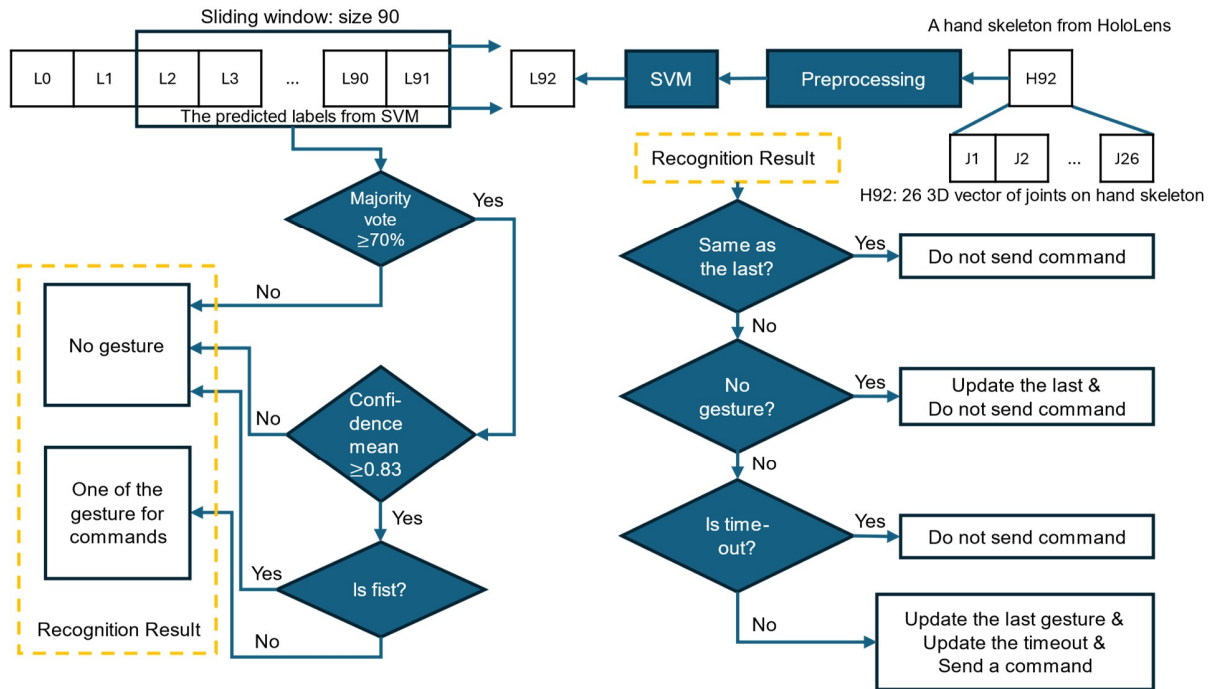 Sliding window: size 90
L0 L1 L2 L3 ... L90 L91
The predicted labels from SVM
L92
SVM
Preprocessing
A hand skeleton from HoloLens
H92
J1 J2 ... J26
H92: 26 3D vector of joints on hand skeleton
Majority
vote
≥70%
Yes
No
No gesture
Confi-
dence
mean
≥0.83
No
Yes
One of the
gesture for
commands
Is fist?
Yes
No
Recognition Result
Recognition Result
Same as
the last?
Yes
Do not send command
No
No
gesture?
Yes
Update the last &
Do not send command
No
Is time-
out?
Yes
Do not send command
No
Update the last gesture &
Update the timeout &
Send a command